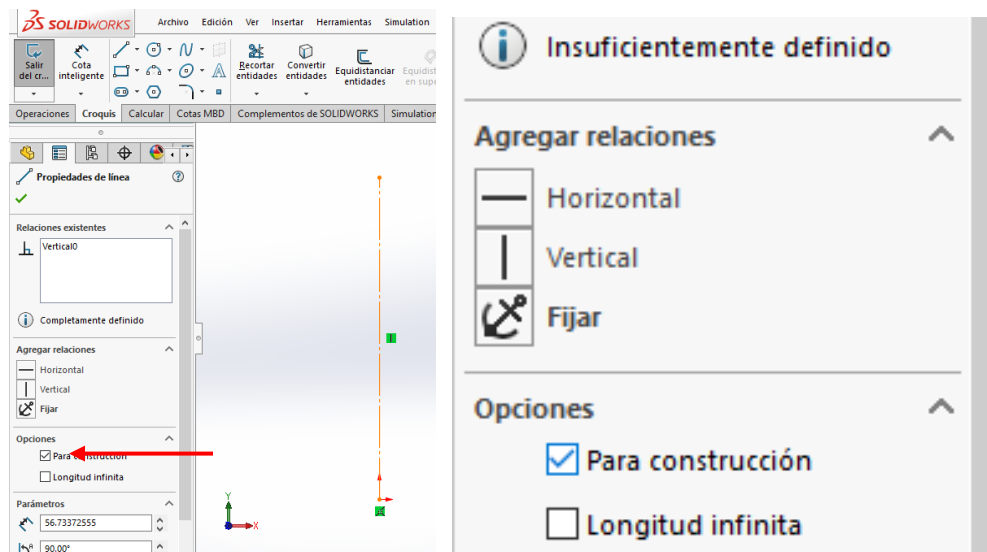 SOLIDWORKS
Archivo Edición Ver Insertar Herramientas Simulation
Salir del cr...
Cota inteligente
Recortar entidades
Convertir entidades
Equidistanciar entidades
Equidist en supe
Operaciones Croquis Calcular Cotas MBD Complementos de SOLIDWORKS Simulation
Propiedades de línea
Relaciones existentes
Vertical0
Completamente definido
Agregar relaciones
Horizontal
Vertical
Fijar
Opciones
Para construcción
Longitud infinita
Parámetros
56.73372555
90.00°
Y
X
Insuficientemente definido
Agregar relaciones
Horizontal
Vertical
Fijar
Opciones
Para construcción
Longitud infinita